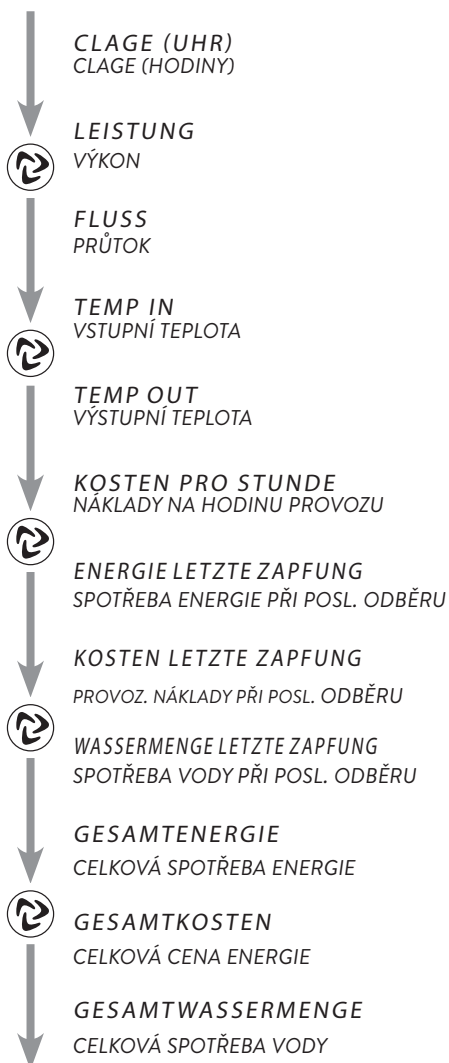 CLAGE (UHR)
CLAGE (HODINY)
LEISTUNG
VÝKON
FLUSS
PRŮTOK
TEMP IN
VSTUPNÍ TEPLOTA
TEMP OUT
VÝSTUPNÍ TEPLOTA
KOSTEN PRO STUNDE
NÁKLADY NA HODINU PROVOZU
ENERGIE LETZTE ZAPFUNG
SPOTŘEBA ENERGIE PŘI POSL. ODBĚRU
KOSTEN LETZTE ZAPFUNG
PROVOZ. NÁKLADY PŘI POSL. ODBĚRU
WASSERMENGE LETZTE ZAPFUNG
SPOTŘEBA VODY PŘI POSL. ODBĚRU
GESAMTENERGIE
CELKOVÁ SPOTŘEBA ENERGIE
GESAMTKOSTEN
CELKOVÁ CENA ENERGIE
GESAMTWASSERMENGE
CELKOVÁ SPOTŘEBA VODY